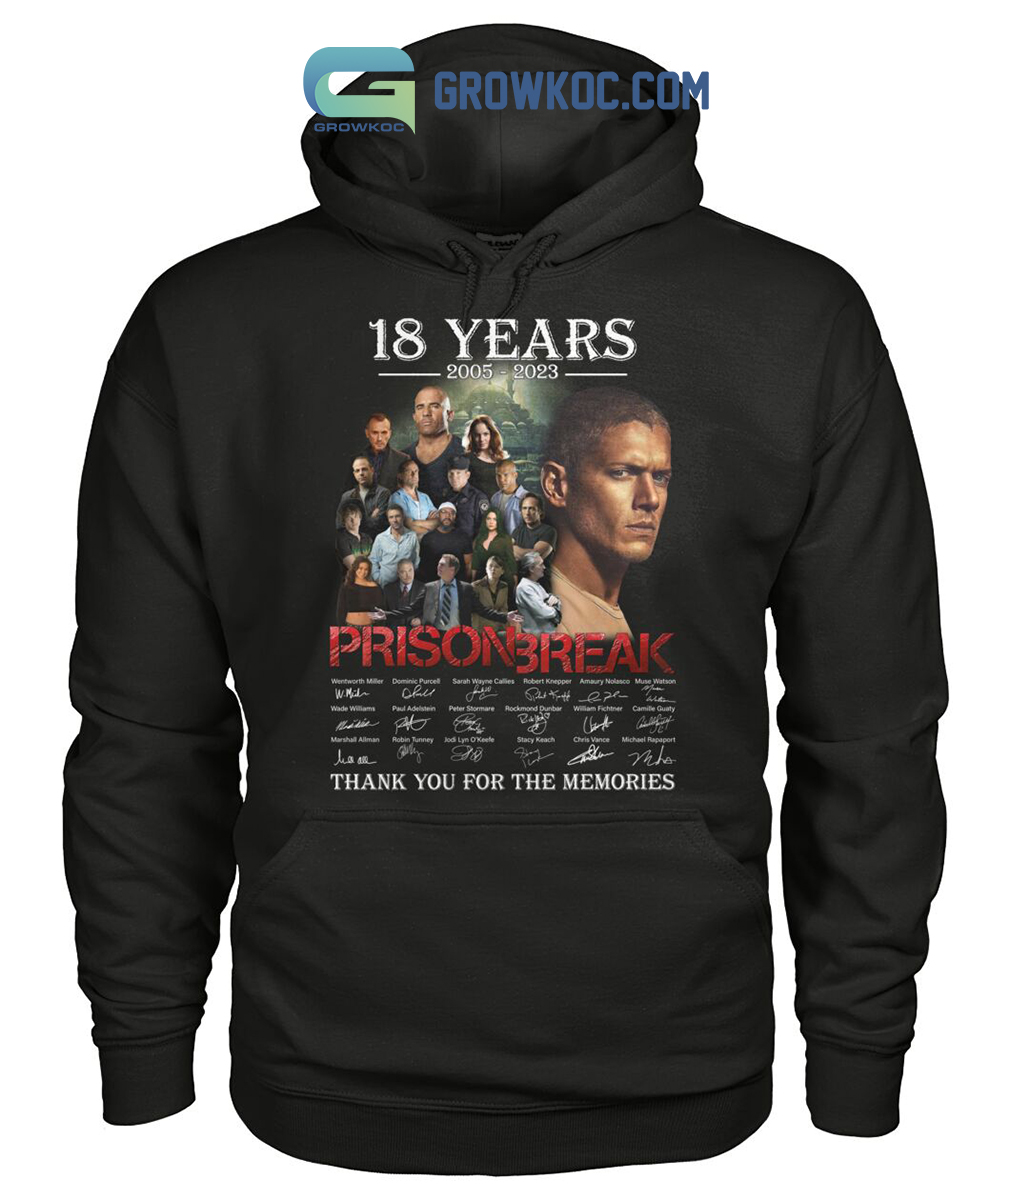 GROWKOC
GROWKOC.COM
18 YEARS
2005 - 2023
PRISON BREAK
Wentworth Miller Dominic Purcell Sarah Wayne Callies Robert Knepper Amaury Nolasco Muse Watson
Wade Williams Paul Adelstein Peter Stormare Rockmond Dunbar William Fichtner Camille Guaty
Marshall Allman Robin Tunney Jodi Lyn O'Keefe Stacy Keach Chris Vance Michael Rapaport
THANK YOU FOR THE MEMORIES